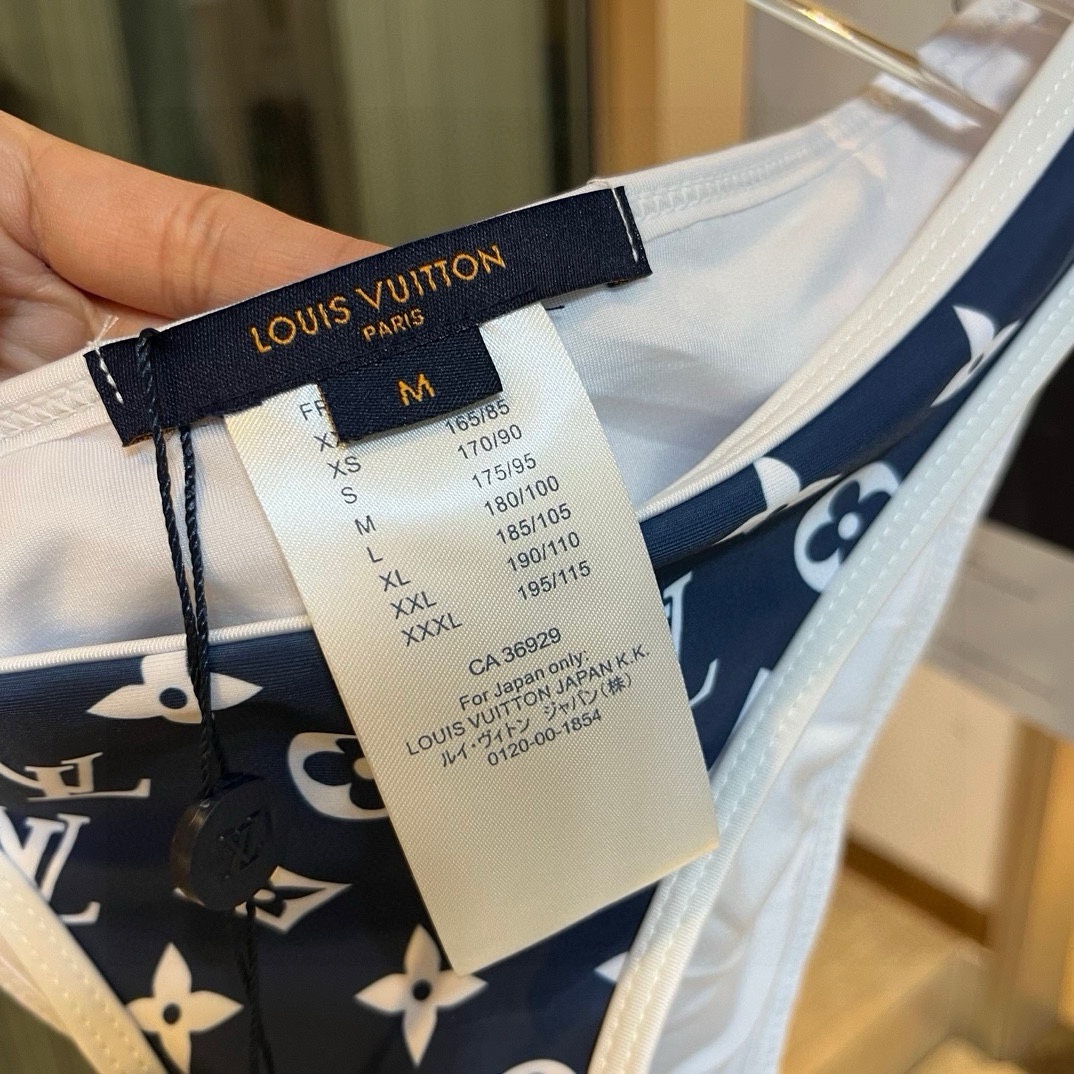 LOUIS VUITTON
PARIS
M
165/85
XS 170/90
S 175/95
M 180/100
L 185/105
XL 190/110
XXL 195/115
XXXL
CA 36929
For Japan only:
LOUIS VUITTON JAPAN K.K.
ルイ・ヴィトン ジャパン(株)
0120-00-1854
LV